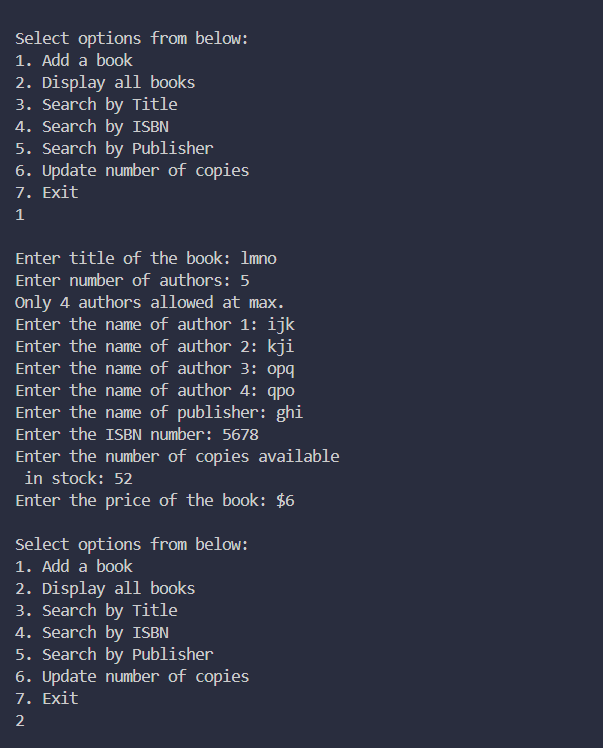 Select options from below:
1. Add a book
2. Display all books
3. Search by Title
4. Search by ISBN
5. Search by Publisher
6. Update number of copies
7. Exit
1
Enter title of the book: lmno
Enter number of authors: 5
Only 4 authors allowed at max.
Enter the name of author 1: ijk
Enter the name of author 2: kji
Enter the name of author 3: opq
Enter the name of author 4: qpo
Enter the name of publisher: ghi
Enter the ISBN number: 5678
Enter the number of copies available
 in stock: 52
Enter the price of the book: $6
Select options from below:
1. Add a book
2. Display all books
3. Search by Title
4. Search by ISBN
5. Search by Publisher
6. Update number of copies
7. Exit
2